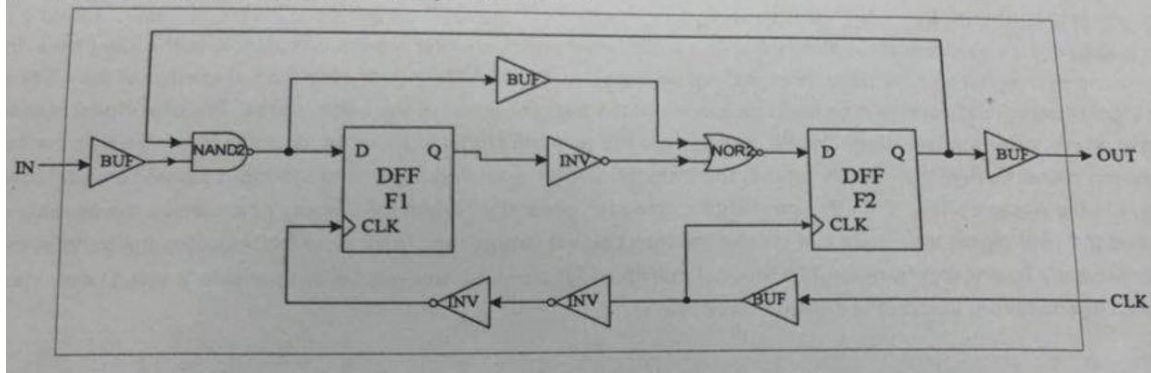 BUF
IN
BUF
NAND2
D
Q
DFF
F1
CLK
INV
NOR2
D
Q
DFF
F2
CLK
BUF
OUT
INV
INV
BUF
CLK